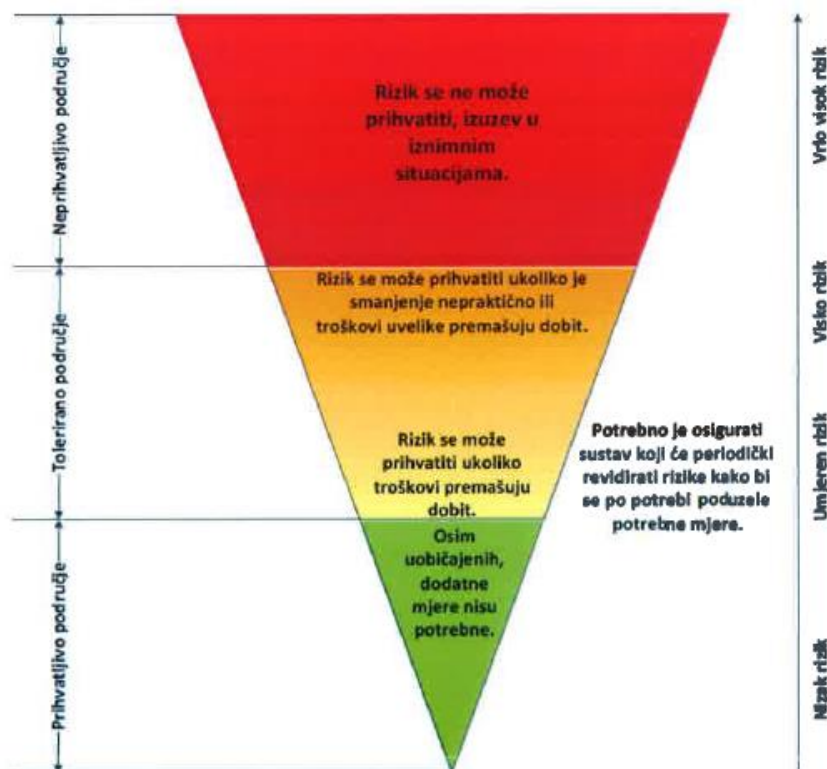 Neprihvatljivo područje
Tolerirano područje
Prihvatljivo područje
Rizik se ne može
prihvatiti, izuzev u
iznimnim
situacijama.
Rizik se može prihvatiti ukoliko je
smanjenje nepraktično ili
troškovi uvelike premašuju dobit.
Rizik se može
prihvatiti ukoliko
troškovi premašuju
dobit.
Osim
uobičajenih,
dodatne
mjere nisu
potrebne.
Potrebno je osigurati
sustav koji će periodički
revidirati rizike kako bi
se po potrebi poduzele
potrebne mjere.
Vrlo visok rizik
Visko rizik
Umjeren rizik
Nizak rizik